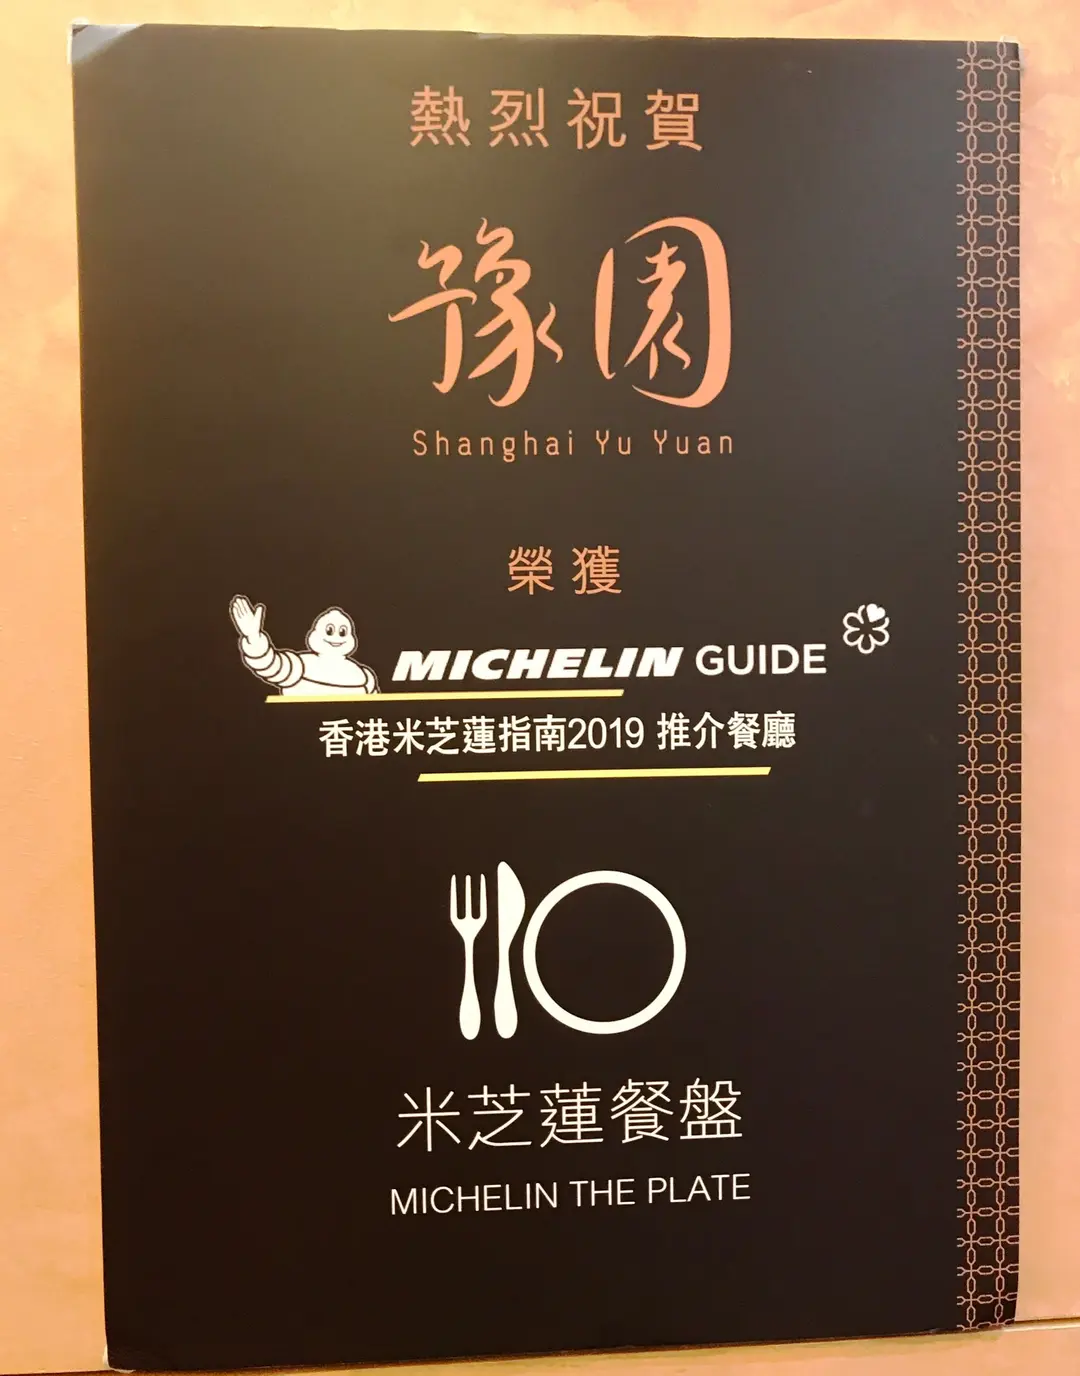 熱烈祝賀
豫園
Shanghai Yu Yuan
榮獲
MICHELIN GUIDE
香港米芝蓮指南2019 推介餐廳
米芝蓮餐盤
MICHELIN THE PLATE